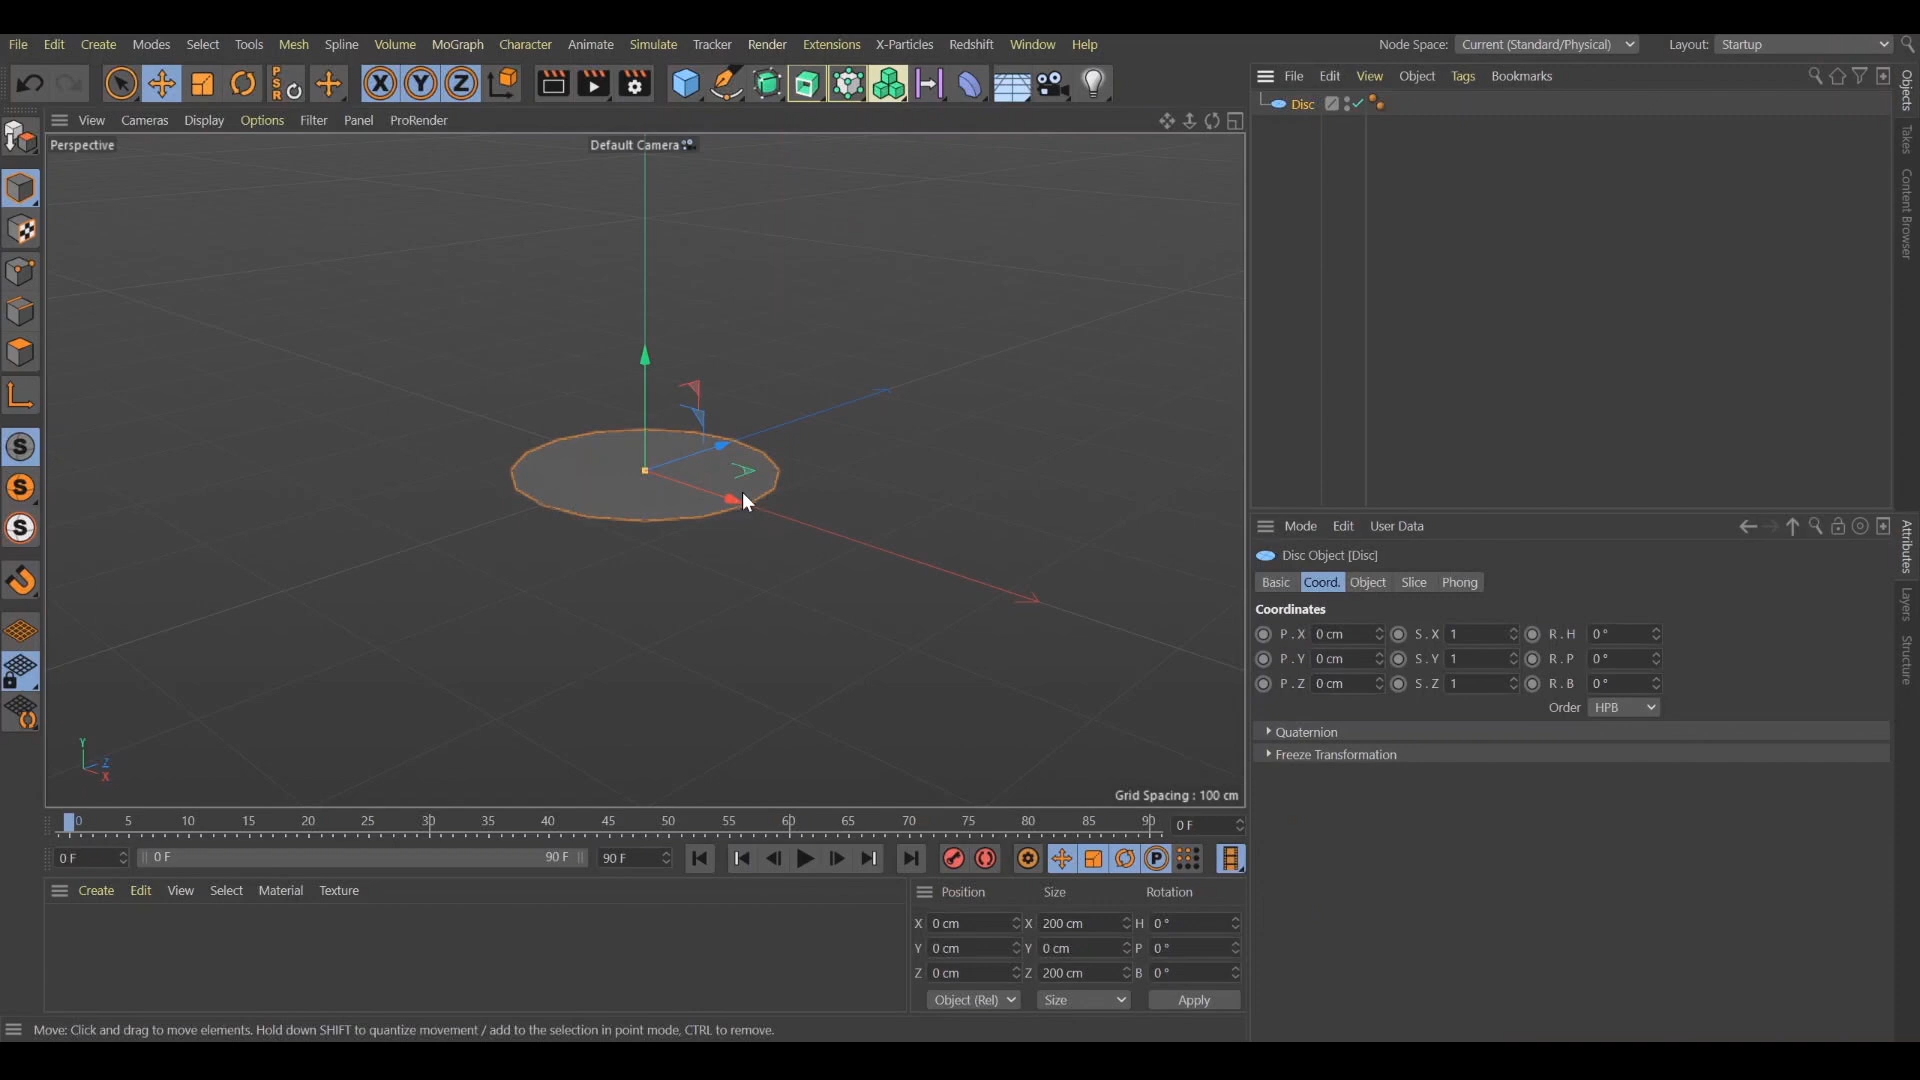 File Edit Create Modes Select Tools Mesh Spline Volume MoGraph Character Animate Simulate Tracker Render Extensions X-Particles Redshift Window Help
Node Space: Current (Standard/Physical) Layout: Startup
P S R X Y Z
File Edit View Object Tags Bookmarks
Objects
Takes
Content Browser
View Cameras Display Options Filter Panel ProRender
Disc
Perspective
Default Camera
S
S
S
Y
Z
X
Grid Spacing : 100 cm
Mode Edit User Data
Attributes
Layers
Structure
Disc Object [Disc]
Basic Coord. Object Slice Phong
Coordinates
P . X 0 cm S . X 1 R . H 0 °
P . Y 0 cm S . Y 1 R . P 0 °
P . Z 0 cm S . Z 1 R . B 0 °
Order HPB
Quaternion
Freeze Transformation
0 5 10 15 20 25 30 35 40 45 50 55 60 65 70 75 80 85 90 0 F
0 F 0 F 90 F 90 F P
Create Edit View Select Material Texture
Position Size Rotation
X 0 cm X 200 cm H 0 °
Y 0 cm Y 0 cm P 0 °
Z 0 cm Z 200 cm B 0 °
Object (Rel) Size Apply
Move: Click and drag to move elements. Hold down SHIFT to quantize movement / add to the selection in point mode, CTRL to remove.